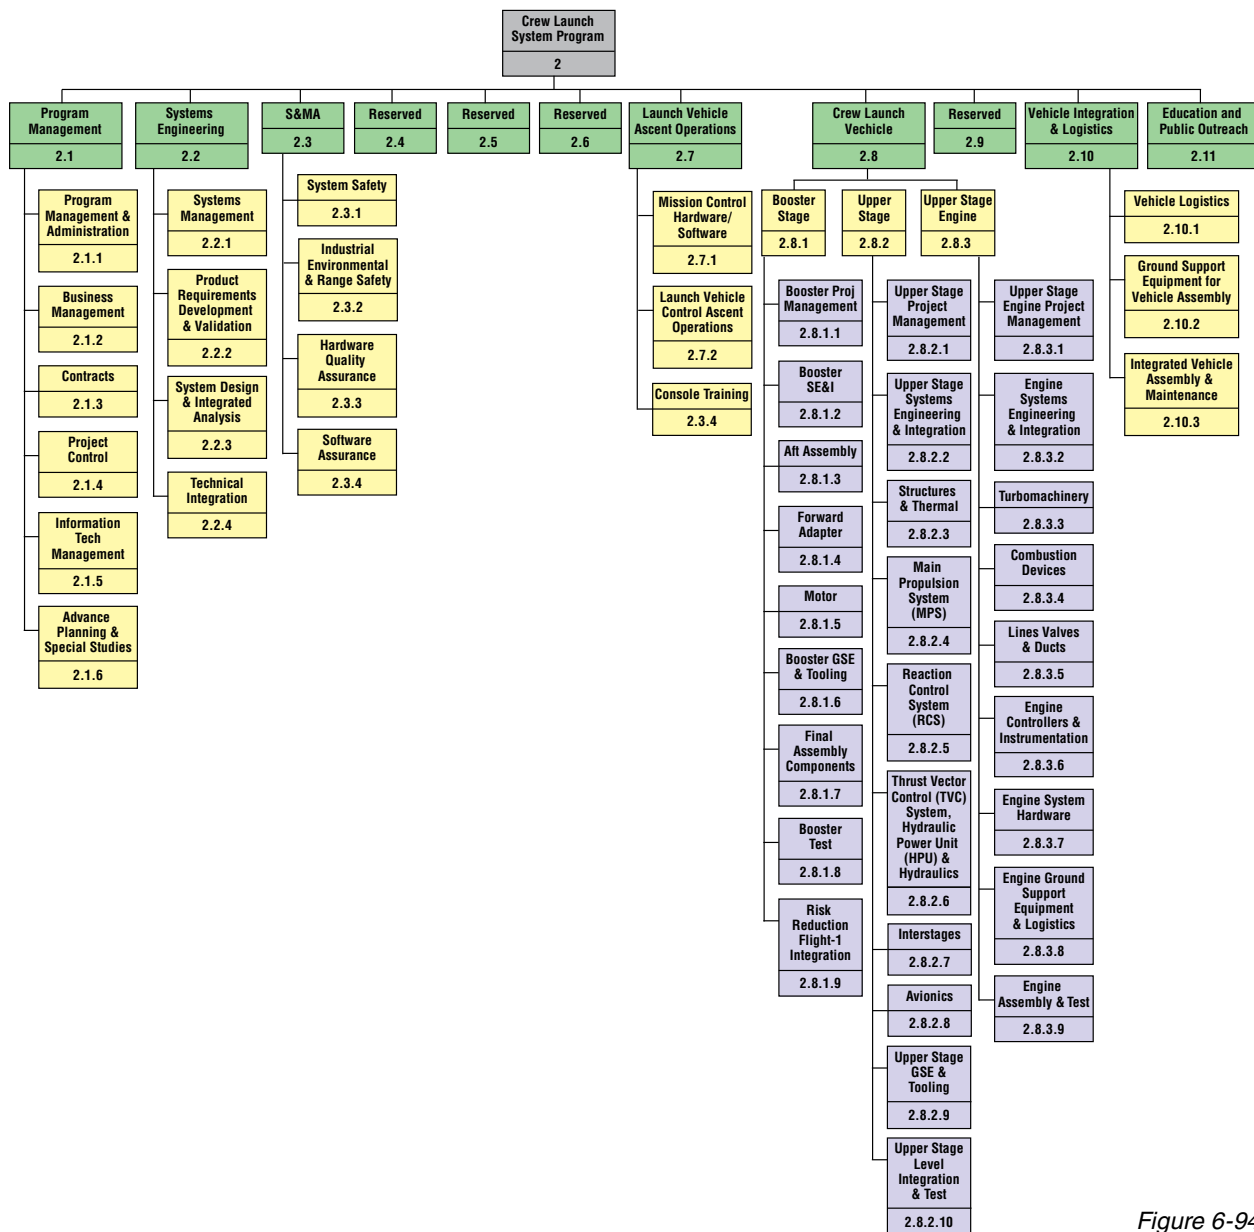 Crew Launch
System Program
2
Program
Management
2.1
Systems
Engineering
2.2
S&MA
2.3
Reserved
2.4
Reserved
2.5
Reserved
2.6
Launch Vehicle
Ascent Operations
2.7
Crew Launch
Vechicle
2.8
Reserved
2.9
Vehicle Integration
& Logistics
2.10
Education and
Public Outreach
2.11
Program
Management &
Administration
2.1.1
Business
Management
2.1.2
Contracts
2.1.3
Project
Control
2.1.4
Information
Tech
Management
2.1.5
Advance
Planning &
Special Studies
2.1.6
Systems
Management
2.2.1
Product
Requirements
Development
& Validation
2.2.2
System Design
& Integrated
Analysis
2.2.3
Technical
Integration
2.2.4
System Safety
2.3.1
Industrial
Environmental
& Range Safety
2.3.2
Hardware
Quality
Assurance
2.3.3
Software
Assurance
2.3.4
Mission Control
Hardware/
Software
2.7.1
Launch Vehicle
Control Ascent
Operations
2.7.2
Console Training
2.3.4
Booster
Stage
2.8.1
Upper
Stage
2.8.2
Upper Stage
Engine
2.8.3
Booster Proj
Management
2.8.1.1
Booster
SE&I
2.8.1.2
Aft Assembly
2.8.1.3
Forward
Adapter
2.8.1.4
Motor
2.8.1.5
Booster GSE
& Tooling
2.8.1.6
Final
Assembly
Components
2.8.1.7
Booster
Test
2.8.1.8
Risk
Reduction
Flight-1
Integration
2.8.1.9
Upper Stage
Project
Management
2.8.2.1
Upper Stage
Systems
Engineering
& Integration
2.8.2.2
Structures
& Thermal
2.8.2.3
Main
Propulsion
System
(MPS)
2.8.2.4
Reaction
Control
System
(RCS)
2.8.2.5
Thrust Vector
Control (TVC)
System,
Hydraulic
Power Unit
(HPU) &
Hydraulics
2.8.2.6
Interstages
2.8.2.7
Avionics
2.8.2.8
Upper Stage
GSE &
Tooling
2.8.2.9
Upper Stage
Level
Integration
& Test
2.8.2.10
Upper Stage
Engine Project
Management
2.8.3.1
Engine
Systems
Engineering
& Integration
2.8.3.2
Turbomachinery
2.8.3.3
Combustion
Devices
2.8.3.4
Lines Valves
& Ducts
2.8.3.5
Engine
Controllers &
Instrumentation
2.8.3.6
Engine System
Hardware
2.8.3.7
Engine Ground
Support
Equipment
& Logistics
2.8.3.8
Engine
Assembly & Test
2.8.3.9
Vehicle Logistics
2.10.1
Ground Support
Equipment for
Vehicle Assembly
2.10.2
Integrated Vehicle
Assembly &
Maintenance
2.10.3
Figure 6-94